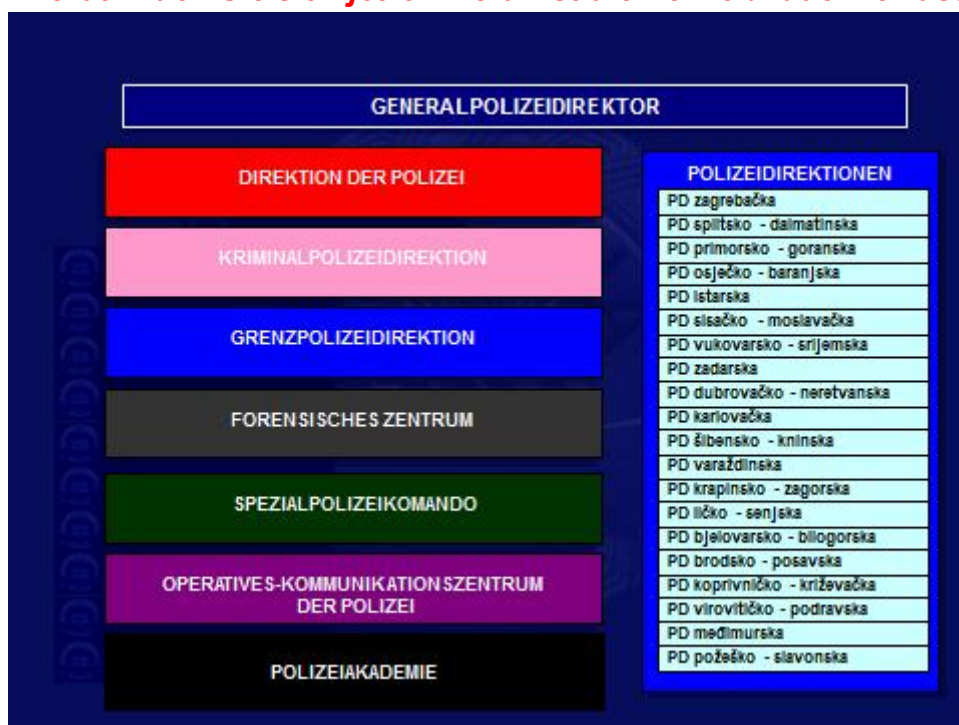 GENERALPOLIZEIDIREKTOR
DIREKTION DER POLIZEI
KRIMINALPOLIZEIDIREKTION
GRENZPOLIZEIDIREKTION
FORENSISCHES ZENTRUM
SPEZIALPOLIZEIKOMANDO
OPERATIVES-KOMMUNIKATIONSZENTRUM
DER POLIZEI
POLIZEIAKADEMIE
POLIZEIDIREKTIONEN
PD zagrebačka
PD splitsko - dalmatinska
PD primorsko - goranska
PD osječko - baranjska
PD istarska
PD sisačko - moslavačka
PD vukovarsko - srijemska
PD zadarska
PD dubrovačko - neretvanska
PD karlovačka
PD šibensko - kninska
PD varaždinska
PD krapinsko - zagorska
PD ličko - senjska
PD bjelovarsko - bilogorska
PD brodsko - posavska
PD koprivničko - križevačka
PD virovitičko - podravska
PD međimurska
PD požeško - slavonska